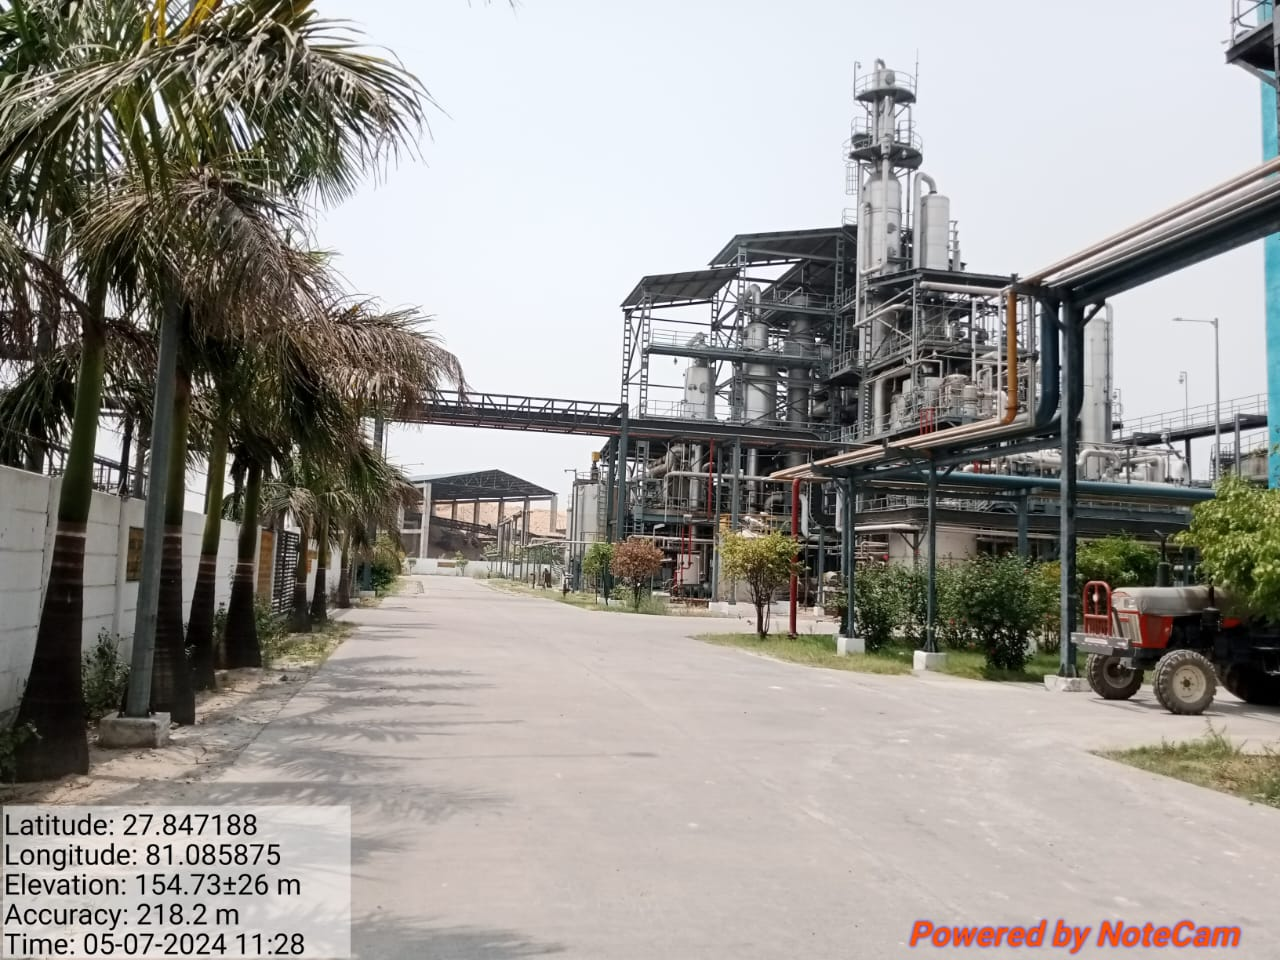 Latitude: 27.847188
Longitude: 81.085875
Elevation: 154.73±26 m
Accuracy: 218.2 m
Time: 05-07-2024 11:28
Powered by NoteCam